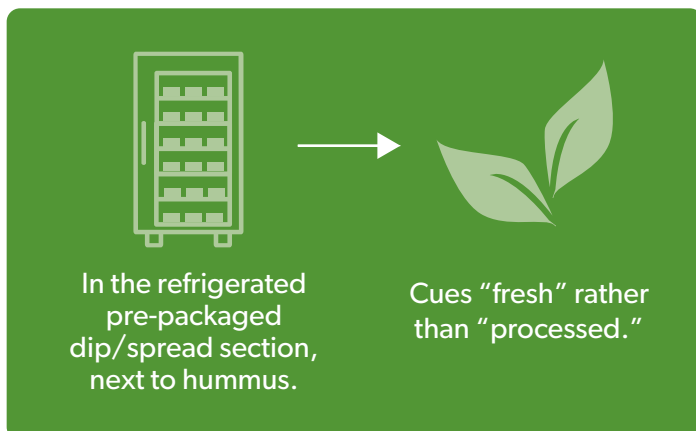 In the refrigerated
pre-packaged
dip/spread section,
next to hummus.
Cues “fresh” rather
than “processed.”